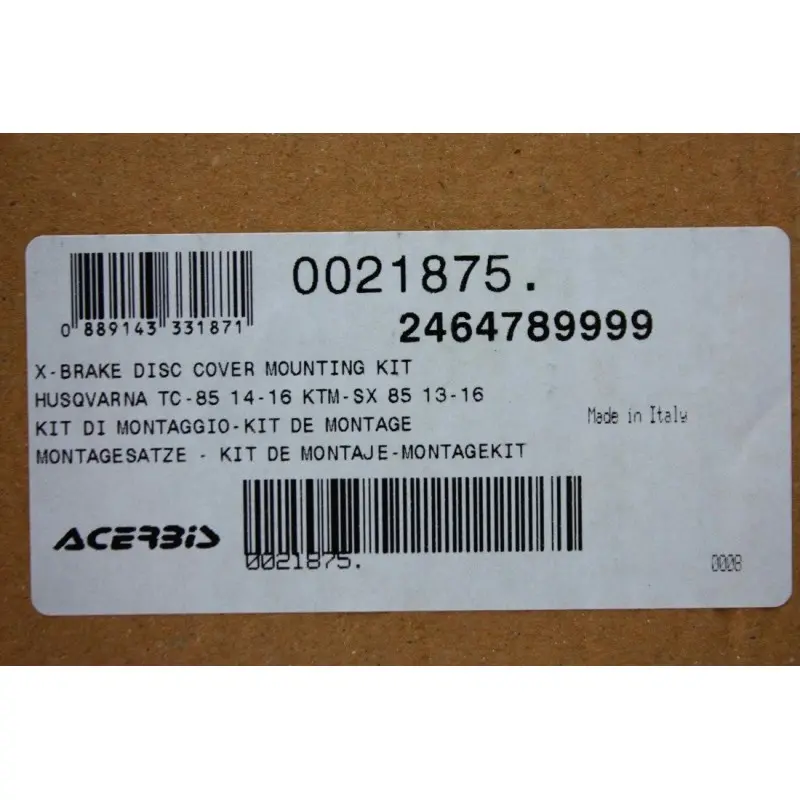 0021875.
0 889143 331871
2464789999
X-BRAKE DISC COVER MOUNTING KIT
HUSQVARNA TC-85 14-16 KTM-SX 85 13-16
KIT DI MONTAGGIO-KIT DE MONTAGE
Made in Italy
MONTAGESATZE - KIT DE MONTAJE-MONTAGEKIT
ACERBIS
0021875.
0008